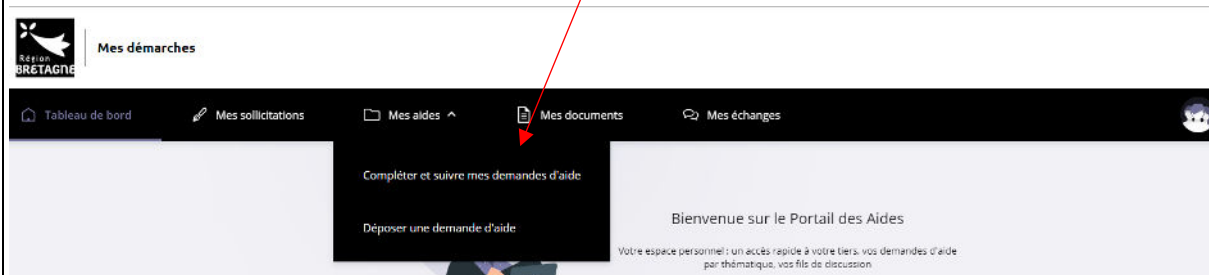 Région
BRETAGNE
Mes démarches
Tableau de bord
Mes sollicitations
Mes aides
Mes documents
Mes échanges
Compléter et suivre mes demandes d'aide
Déposer une demande d'aide
Bienvenue sur le Portail des Aides
Votre espace personnel : un accès rapide à votre tiers, vos demandes d'aide
par thématique, vos fils de discussion